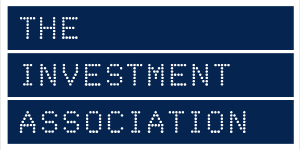 THE
INVESTMENT
ASSOCIATION